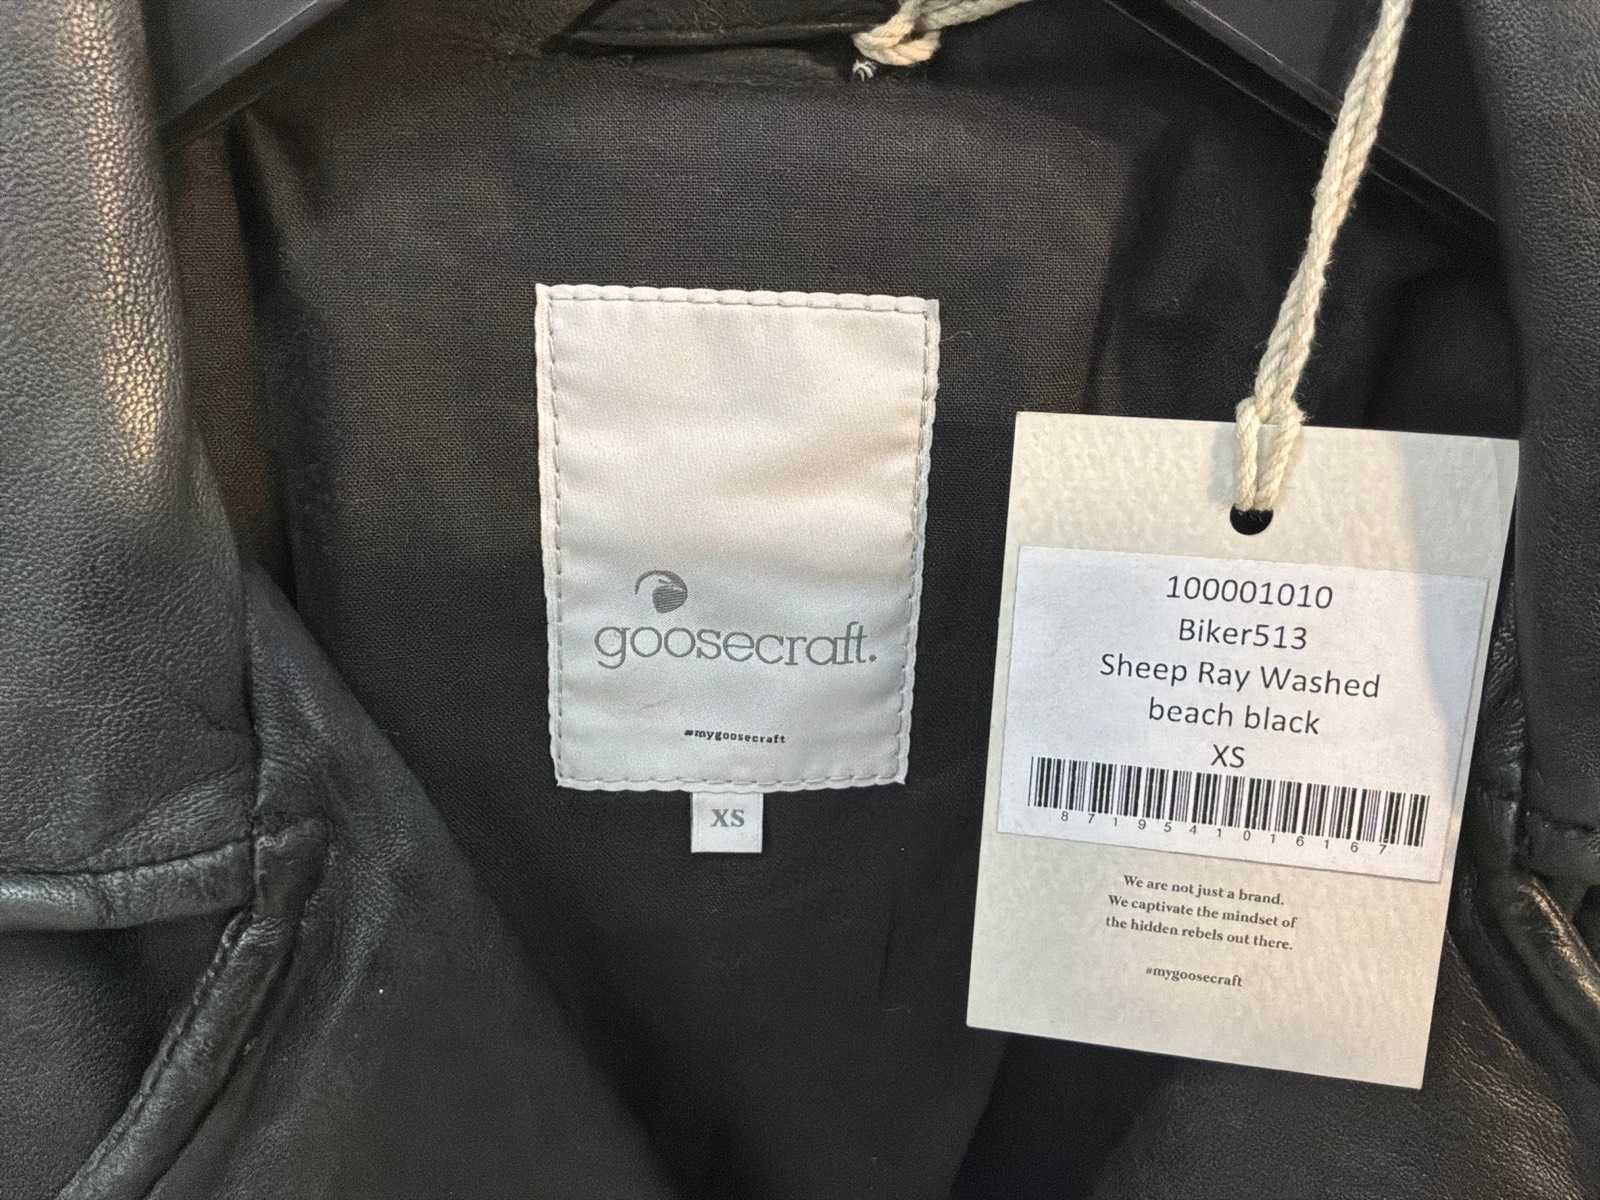 goosecraft.
#mygoosecraft
XS
100001010
Biker513
Sheep Ray Washed
beach black
XS
8719541016167
We are not just a brand.
We captivate the mindset of
the hidden rebels out there.
#mygoosecraft